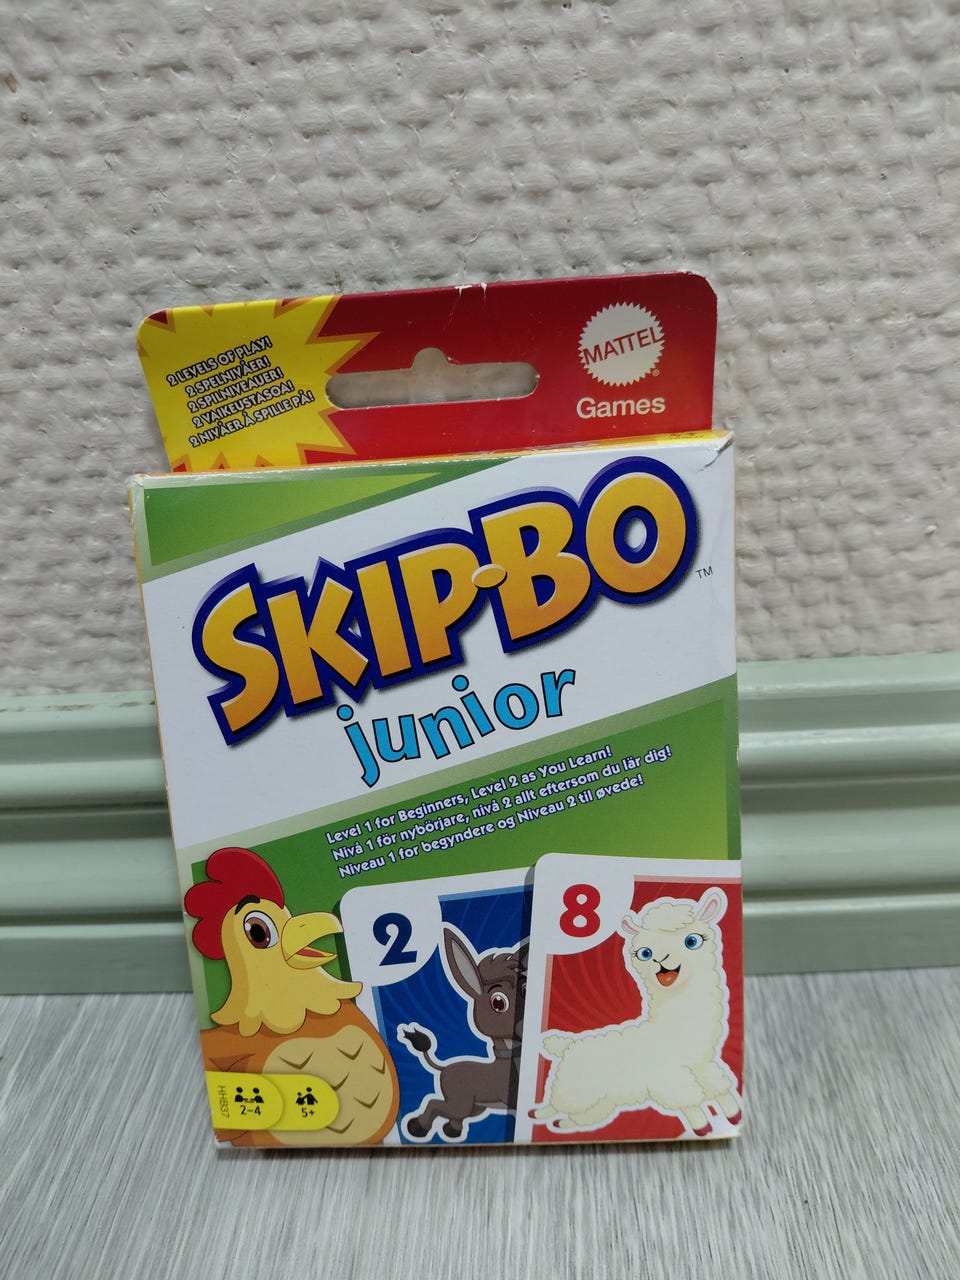 2 LEVELS OF PLAY!
2 SPELNIVÅER!
2 SPILNIVEAUER!
2 VAIKEUSTASOA!
2 NIVÅER Å SPILLE PÅ!
MATTEL
®
Games
SKIP·BO
TM
junior
Level 1 for Beginners, Level 2 as You Learn!
Nivå 1 för nybörjare, nivå 2 allt eftersom du lär dig!
Niveau 1 for begyndere og Niveau 2 til øvede!
2
8
HHB37
2-4
5+